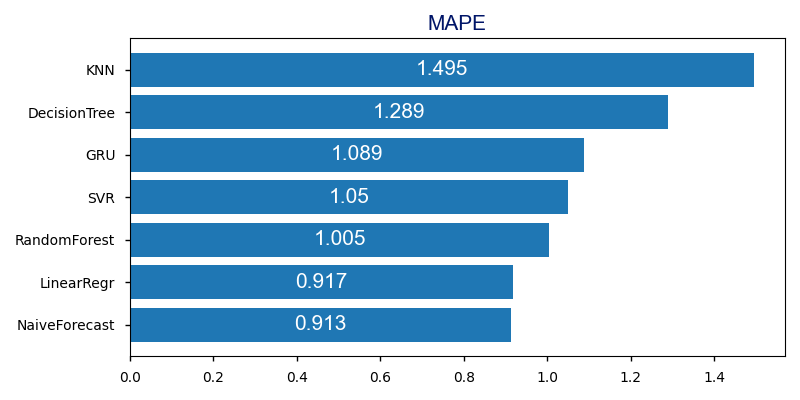 MAPE
KNN 1.495
DecisionTree 1.289
GRU 1.089
SVR 1.05
RandomForest 1.005
LinearRegr 0.917
NaiveForecast 0.913
0.0 0.2 0.4 0.6 0.8 1.0 1.2 1.4